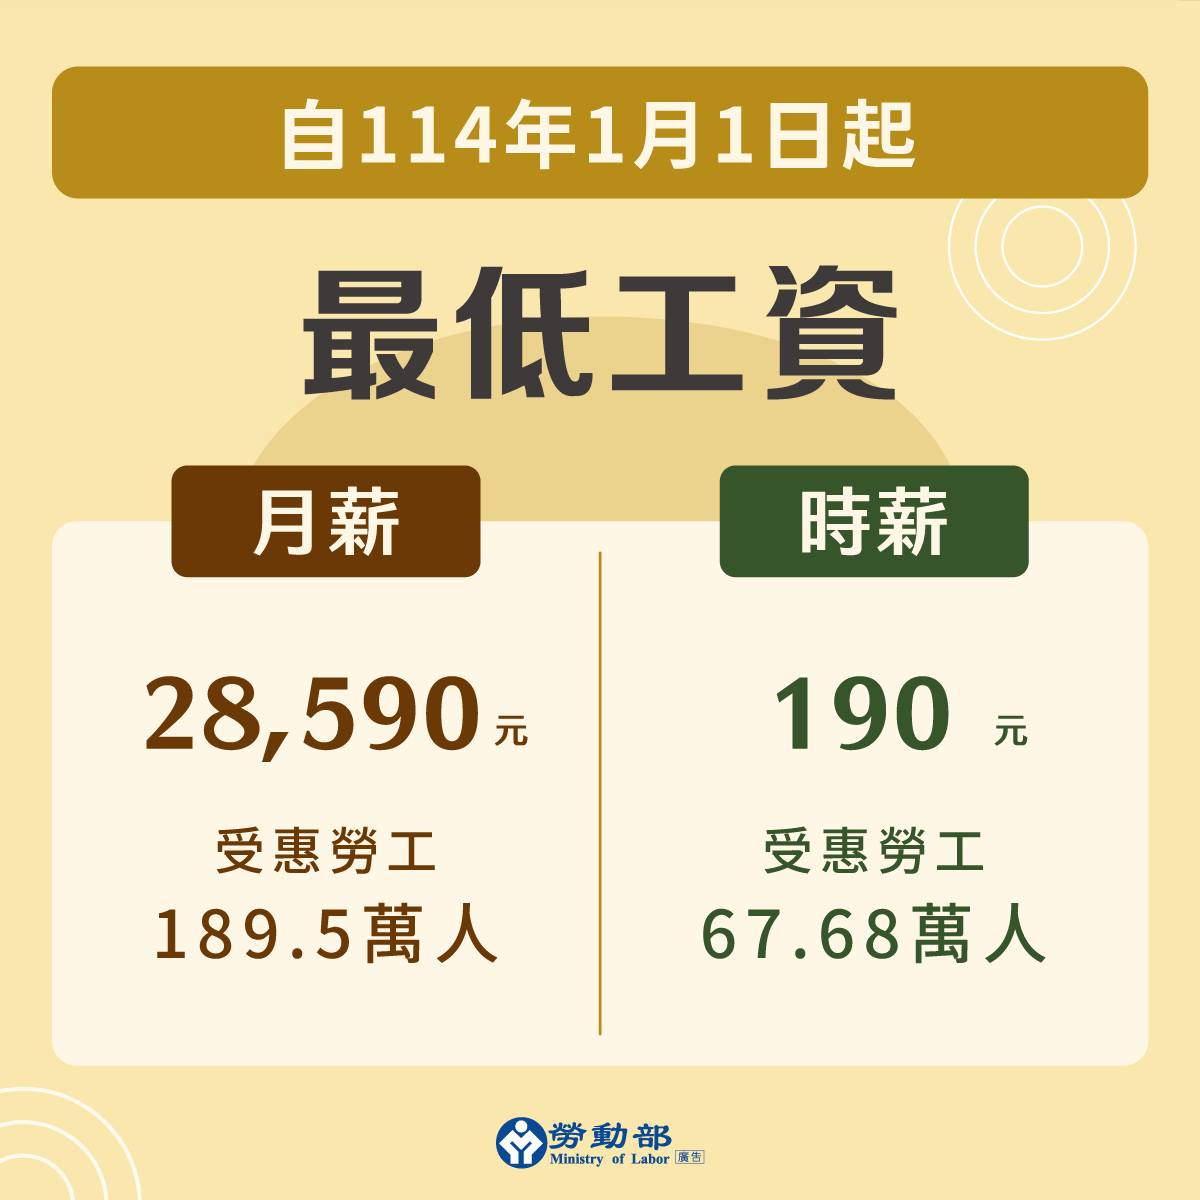 自114年1月1日起
最低工資
月薪
28,590元
受惠勞工
189.5萬人
時薪
190 元
受惠勞工
67.68萬人
勞動部
Ministry of Labor 廣告